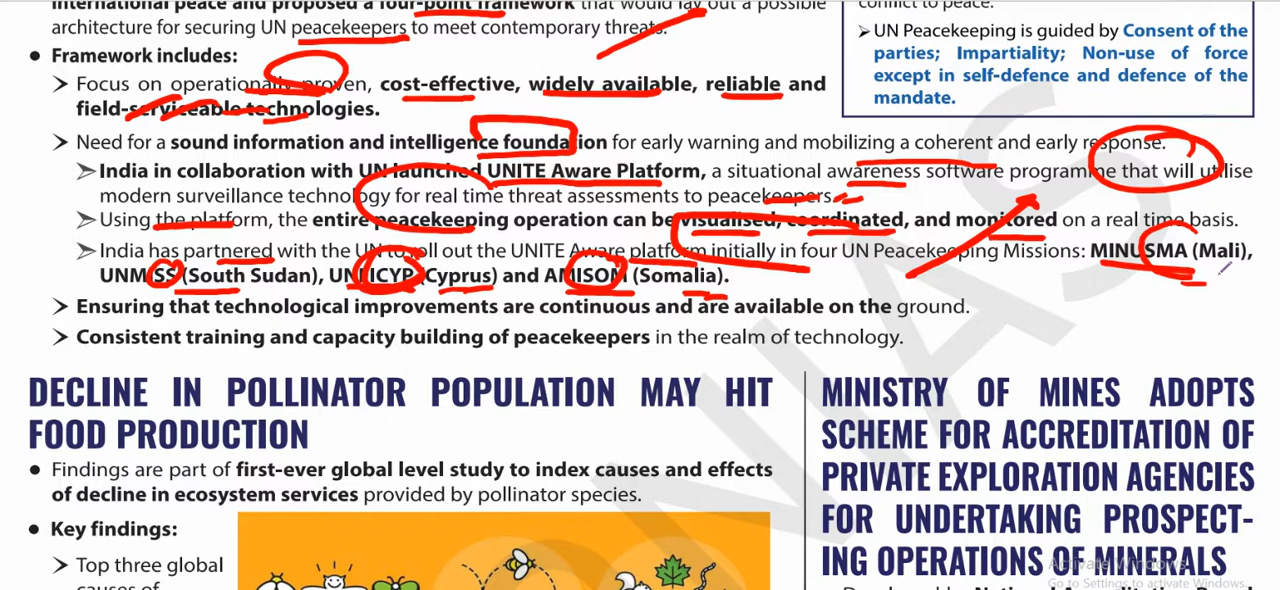 international peace and proposed a four-point framework that would lay out a possible
architecture for securing UN peacekeepers to meet contemporary threats.
• Framework includes:
➢ Focus on operationally proven, cost-effective, widely available, reliable and
field-serviceable technologies.
➢ Need for a sound information and intelligence foundation for early warning and mobilizing a coherent and early response.
➢ India in collaboration with UN launched UNITE Aware Platform, a situational awareness software programme that will utilise
modern surveillance technology for real time threat assessments to peacekeepers.
➢ Using the platform, the entire peacekeeping operation can be visualised, coordinated, and monitored on a real time basis.
➢ India has partnered with the UN to roll out the UNITE Aware platform initially in four UN Peacekeeping Missions: MINUSMA (Mali),
UNMISS (South Sudan), UNFICYP (Cyprus) and AMISOM (Somalia).
➢ Ensuring that technological improvements are continuous and are available on the ground.
➢ Consistent training and capacity building of peacekeepers in the realm of technology.
conflict to peace.
➢ UN Peacekeeping is guided by Consent of the
parties; Impartiality; Non-use of force
except in self-defence and defence of the
mandate.
DECLINE IN POLLINATOR POPULATION MAY HIT
FOOD PRODUCTION
• Findings are part of first-ever global level study to index causes and effects
of decline in ecosystem services provided by pollinator species.
• Key findings:
➢ Top three global
causes of
MINISTRY OF MINES ADOPTS
SCHEME FOR ACCREDITATION OF
PRIVATE EXPLORATION AGENCIES
FOR UNDERTAKING PROSPECT-
ING OPERATIONS OF MINERALS
Activate Windows
Go to Settings to activate Windows.